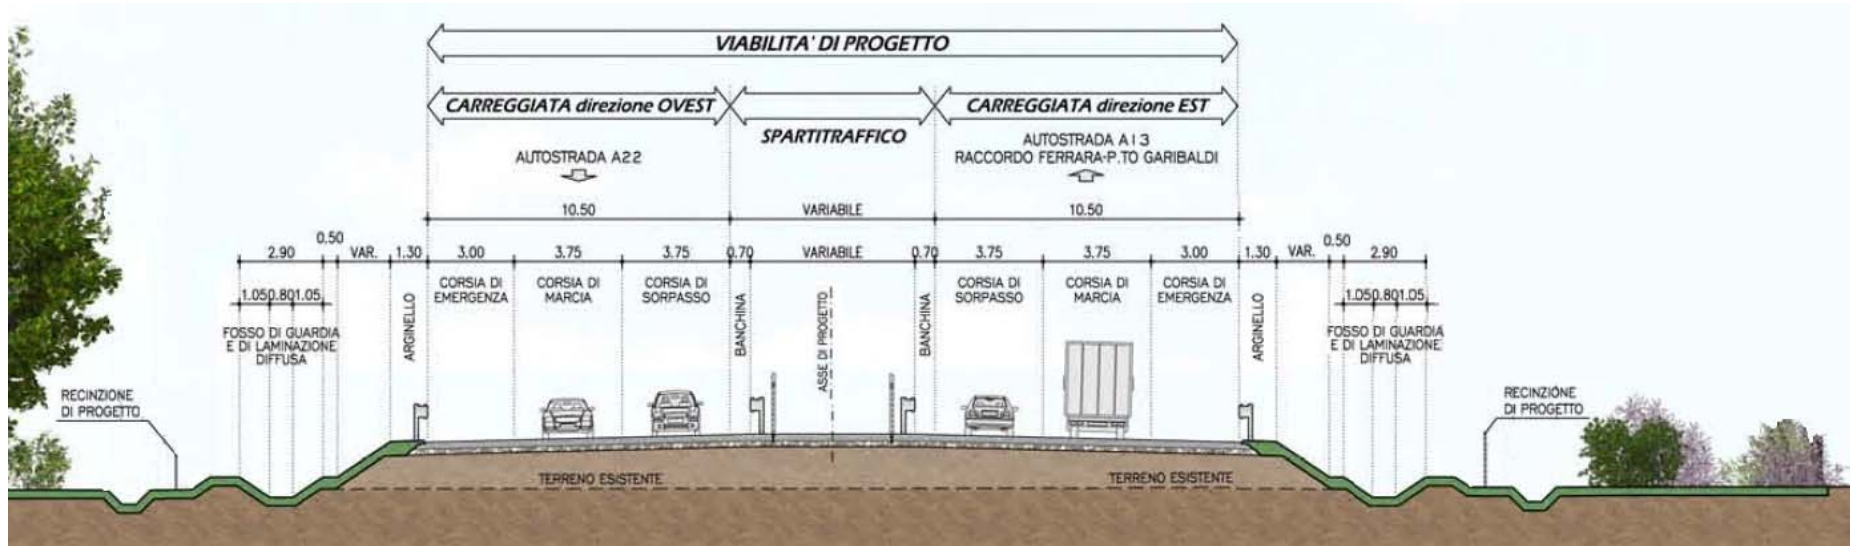 VIABILITA' DI PROGETTO
CARREGGIATA direzione OVEST
SPARTITRAFFICO
CARREGGIATA direzione EST
AUTOSTRADA A22
AUTOSTRADA A13
RACCORDO FERRARA-P.TO GARIBALDI
10.50 VARIABILE 10.50
2.90 0.50 VAR. 1.30 3.00 3.75 3.75 0.70 VARIABILE 0.70 3.75 3.75 3.00 1.30 VAR. 0.50 2.90
1.05 0.80 1.05
FOSSO DI GUARDIA
E DI LAMINAZIONE
DIFFUSA
ARGINELLO
CORSIA DI
EMERGENZA
CORSIA DI
MARCIA
CORSIA DI
SORPASSO
BANCHINA
ASSE DI PROGETTO
BANCHINA
CORSIA DI
SORPASSO
CORSIA DI
MARCIA
CORSIA DI
EMERGENZA
ARGINELLO
1.05 0.80 1.05
FOSSO DI GUARDIA
E DI LAMINAZIONE
DIFFUSA
RECINZIONE
DI PROGETTO
RECINZIONE
DI PROGETTO
TERRENO ESISTENTE
TERRENO ESISTENTE